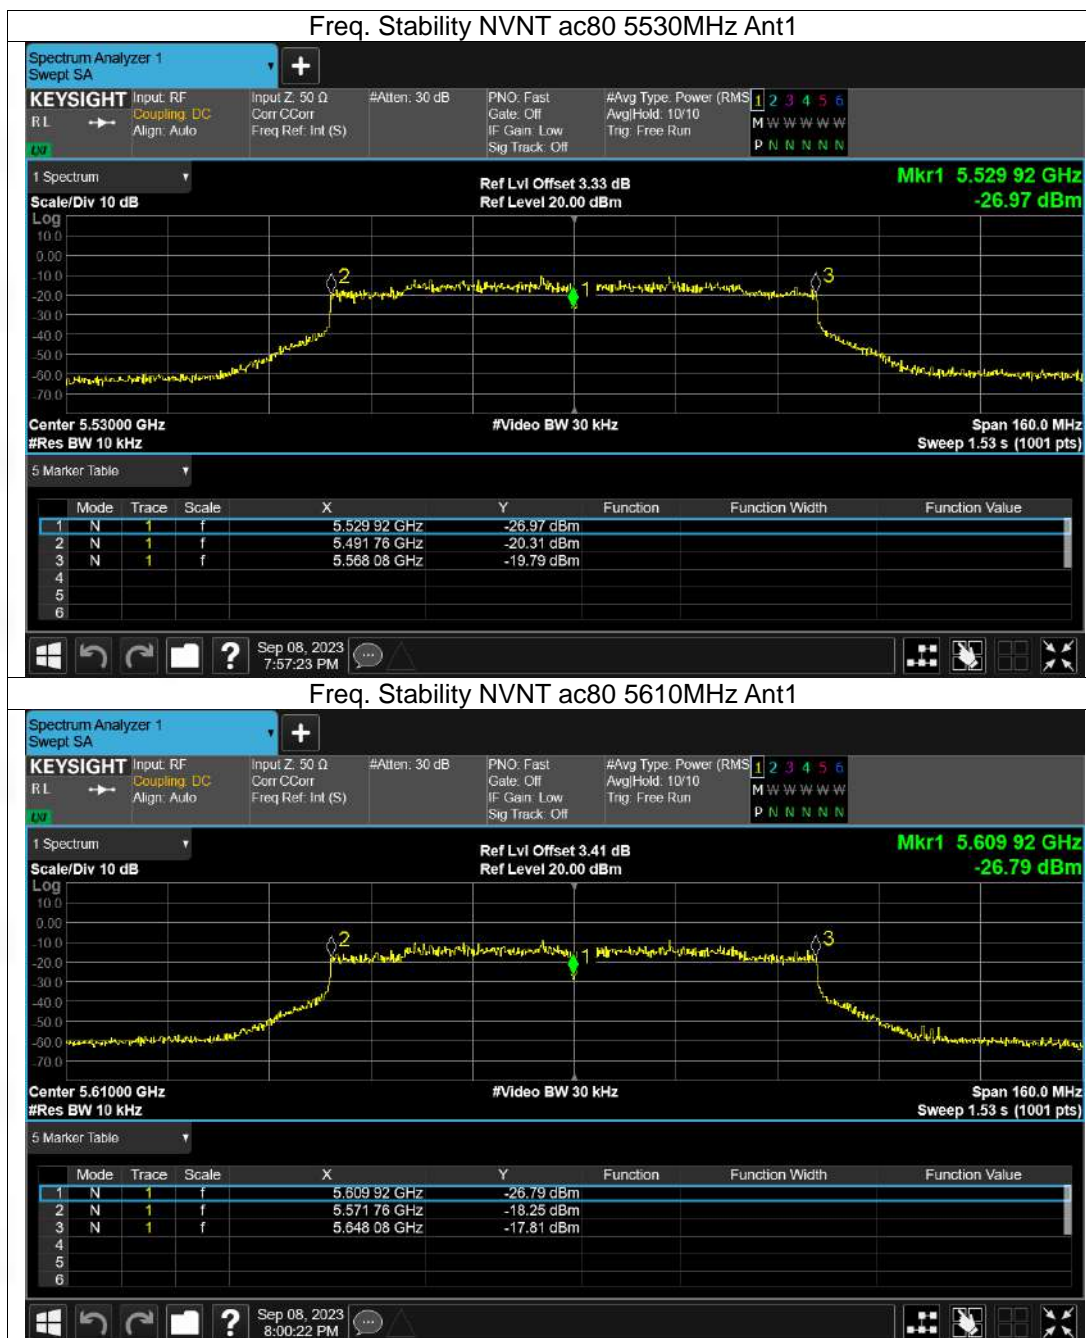 Freq. Stability NVNT ac80 5530MHz Ant1
Spectrum Analyzer 1
Swept SA
+
KEYSIGHT Input: RF Input Z: 50 Ω #Atten: 30 dB PNO: Fast #Avg Type: Power (RMS 1 2 3 4 5 6
RL Coupling: DC Corr CCorr Gate: Off Avg|Hold: 10/10 M W W W W W
Align: Auto Freq Ref: Int (S) IF Gain: Low Trig: Free Run
LXI Sig Track: Off P N N N N N
1 Spectrum Ref Lvl Offset 3.33 dB Mkr1 5.529 92 GHz
Scale/Div 10 dB Ref Level 20.00 dBm -26.97 dBm
Log
10.0
0.00
-10.0
2 3
-20.0
1
-30.0
-40.0
-50.0
-60.0
-70.0
Center 5.53000 GHz #Video BW 30 kHz Span 160.0 MHz
#Res BW 10 kHz Sweep 1.53 s (1001 pts)
5 Marker Table
Mode Trace Scale X Y Function Function Width Function Value
1 N 1 f 5.529 92 GHz -26.97 dBm
2 N 1 f 5.491 76 GHz -20.31 dBm
3 N 1 f 5.568 08 GHz -19.79 dBm
4
5
6
? Sep 08, 2023
7:57:23 PM
Freq. Stability NVNT ac80 5610MHz Ant1
Spectrum Analyzer 1
Swept SA
+
KEYSIGHT Input: RF Input Z: 50 Ω #Atten: 30 dB PNO: Fast #Avg Type: Power (RMS 1 2 3 4 5 6
RL Coupling: DC Corr CCorr Gate: Off Avg|Hold: 10/10 M W W W W W
Align: Auto Freq Ref: Int (S) IF Gain: Low Trig: Free Run
LXI Sig Track: Off P N N N N N
1 Spectrum Ref Lvl Offset 3.41 dB Mkr1 5.609 92 GHz
Scale/Div 10 dB Ref Level 20.00 dBm -26.79 dBm
Log
10.0
0.00
-10.0
2 3
-20.0
1
-30.0
-40.0
-50.0
-60.0
-70.0
Center 5.61000 GHz #Video BW 30 kHz Span 160.0 MHz
#Res BW 10 kHz Sweep 1.53 s (1001 pts)
5 Marker Table
Mode Trace Scale X Y Function Function Width Function Value
1 N 1 f 5.609 92 GHz -26.79 dBm
2 N 1 f 5.571 76 GHz -18.25 dBm
3 N 1 f 5.648 08 GHz -17.81 dBm
4
5
6
? Sep 08, 2023
8:00:22 PM